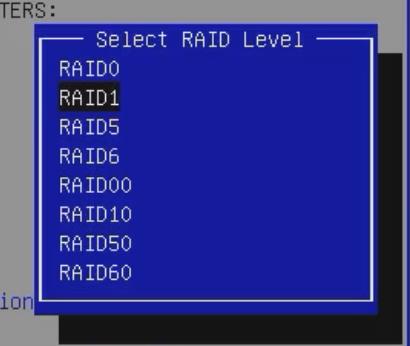 TERS:
Select RAID Level
RAID0
RAID1
RAID5
RAID6
RAID00
RAID10
RAID50
RAID60
ion